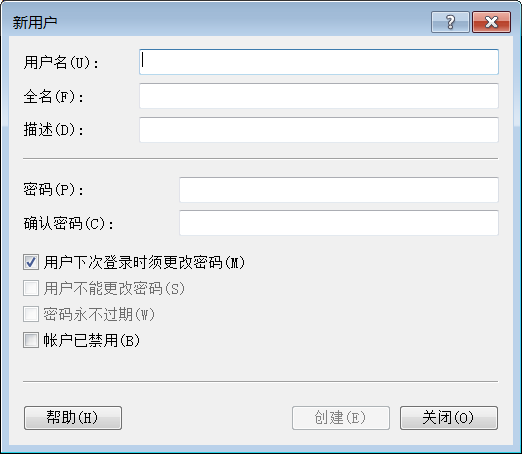 新用户
用户名(U):
全名(F):
描述(D):
密码(P):
确认密码(C):
用户下次登录时须更改密码(M)
用户不能更改密码(S)
密码永不过期(W)
帐户已禁用(B)
帮助(H) 创建(E) 关闭(O)